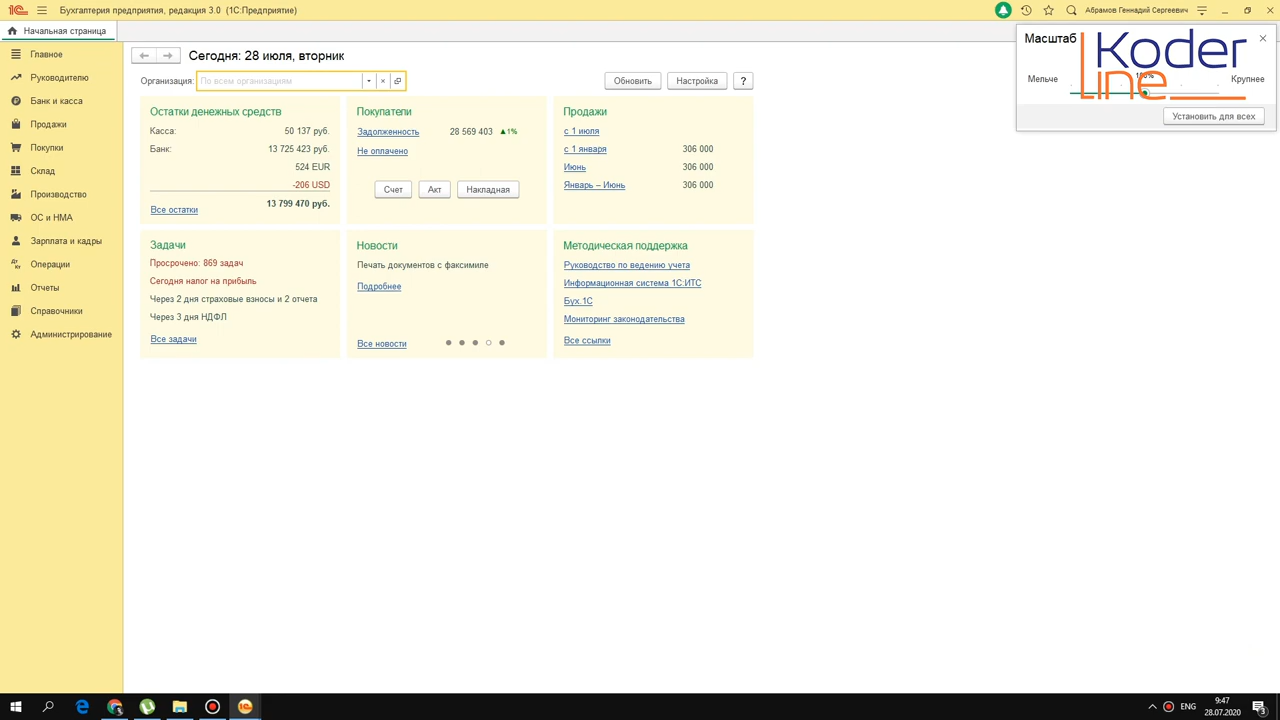 Бухгалтерия предприятия, редакция 3.0 (1С:Предприятие)
Абрамов Геннадий Сергеевич
Начальная страница
Главное
Руководителю
Банк и касса
Продажи
Покупки
Склад
Производство
ОС и НМА
Зарплата и кадры
Операции
Отчеты
Справочники
Администрирование
Сегодня: 28 июля, вторник
Организация: По всем организациям
Обновить
Настройка
?
Остатки денежных средств
Касса: 50 137 руб.
Банк: 13 725 423 руб.
524 EUR
-206 USD
13 799 470 руб.
Все остатки
Покупатели
Задолженность 28 569 403 ▲1%
Не оплачено
Счет
Акт
Накладная
Продажи
с 1 июля
с 1 января 306 000
Июнь 306 000
Январь – Июнь 306 000
Задачи
Просрочено: 869 задач
Сегодня налог на прибыль
Через 2 дня страховые взносы и 2 отчета
Через 3 дня НДФЛ
Все задачи
Новости
Печать документов с факсимиле
Подробнее
Все новости
Методическая поддержка
Руководство по ведению учета
Информационная система 1С:ИТС
Бух.1С
Мониторинг законодательства
Все ссылки
Масштаб
Koder
Line
Мельче
Крупнее
Установить для всех
ENG
9:47
28.07.2020
3